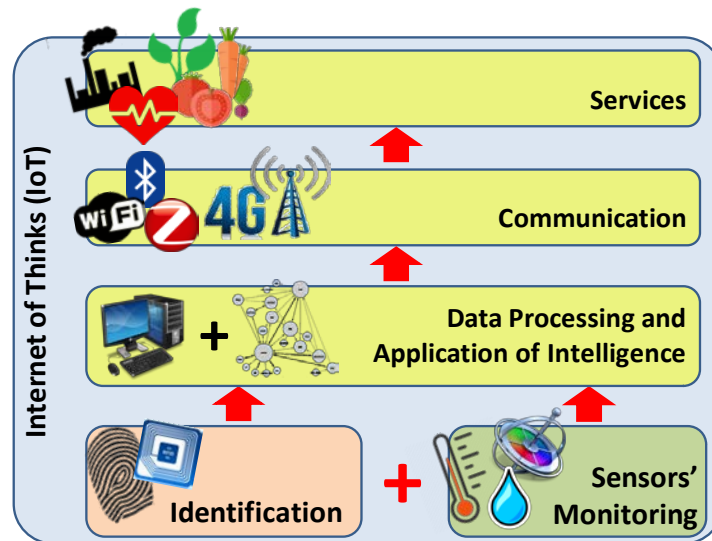 Internet of Thinks (IoT)
Services
WiFi
4G
Communication
+
Data Processing and
Application of Intelligence
Identification
+
Sensors’
Monitoring